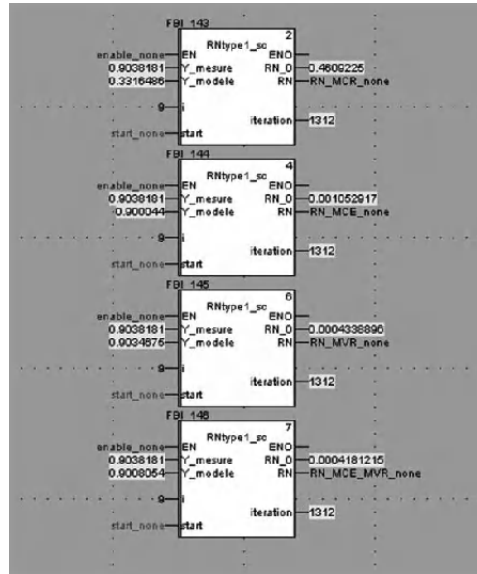 FBI_143
2
RNtype1_sc
enable_none EN ENO
0.9038181 Y_mesure RN_0 0.4609225
0.3316486 Y_modele RN RN_MCR_none
9 i
iteration 1312
start_none start
FBI_144
4
RNtype1_sc
enable_none EN ENO
0.9038181 Y_mesure RN_0 0.001052917
0.900044 Y_modele RN RN_MCE_none
9 i
iteration 1312
start_none start
FBI_145
6
RNtype1_sc
enable_none EN ENO
0.9038181 Y_mesure RN_0 0.0004338896
0.9034675 Y_modele RN RN_MVR_none
9 i
iteration 1312
start_none start
FBI_146
7
RNtype1_sc
enable_none EN ENO
0.9038181 Y_mesure RN_0 0.0004181215
0.9008054 Y_modele RN RN_MCE_MVR_none
9 i
iteration 1312
start_none start